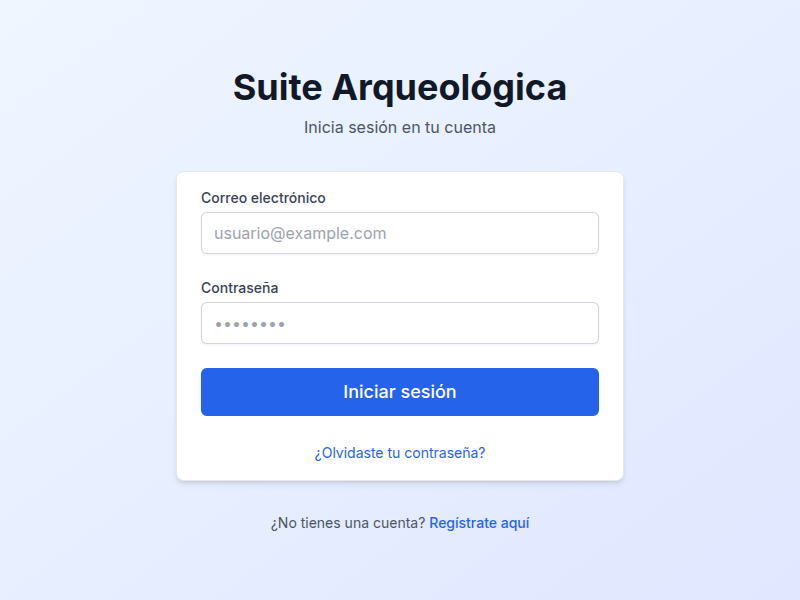 Suite Arqueológica
Inicia sesión en tu cuenta
Correo electrónico
usuario@example.com
Contraseña
••••••••
Iniciar sesión
¿Olvidaste tu contraseña?
¿No tienes una cuenta? Regístrate aquí